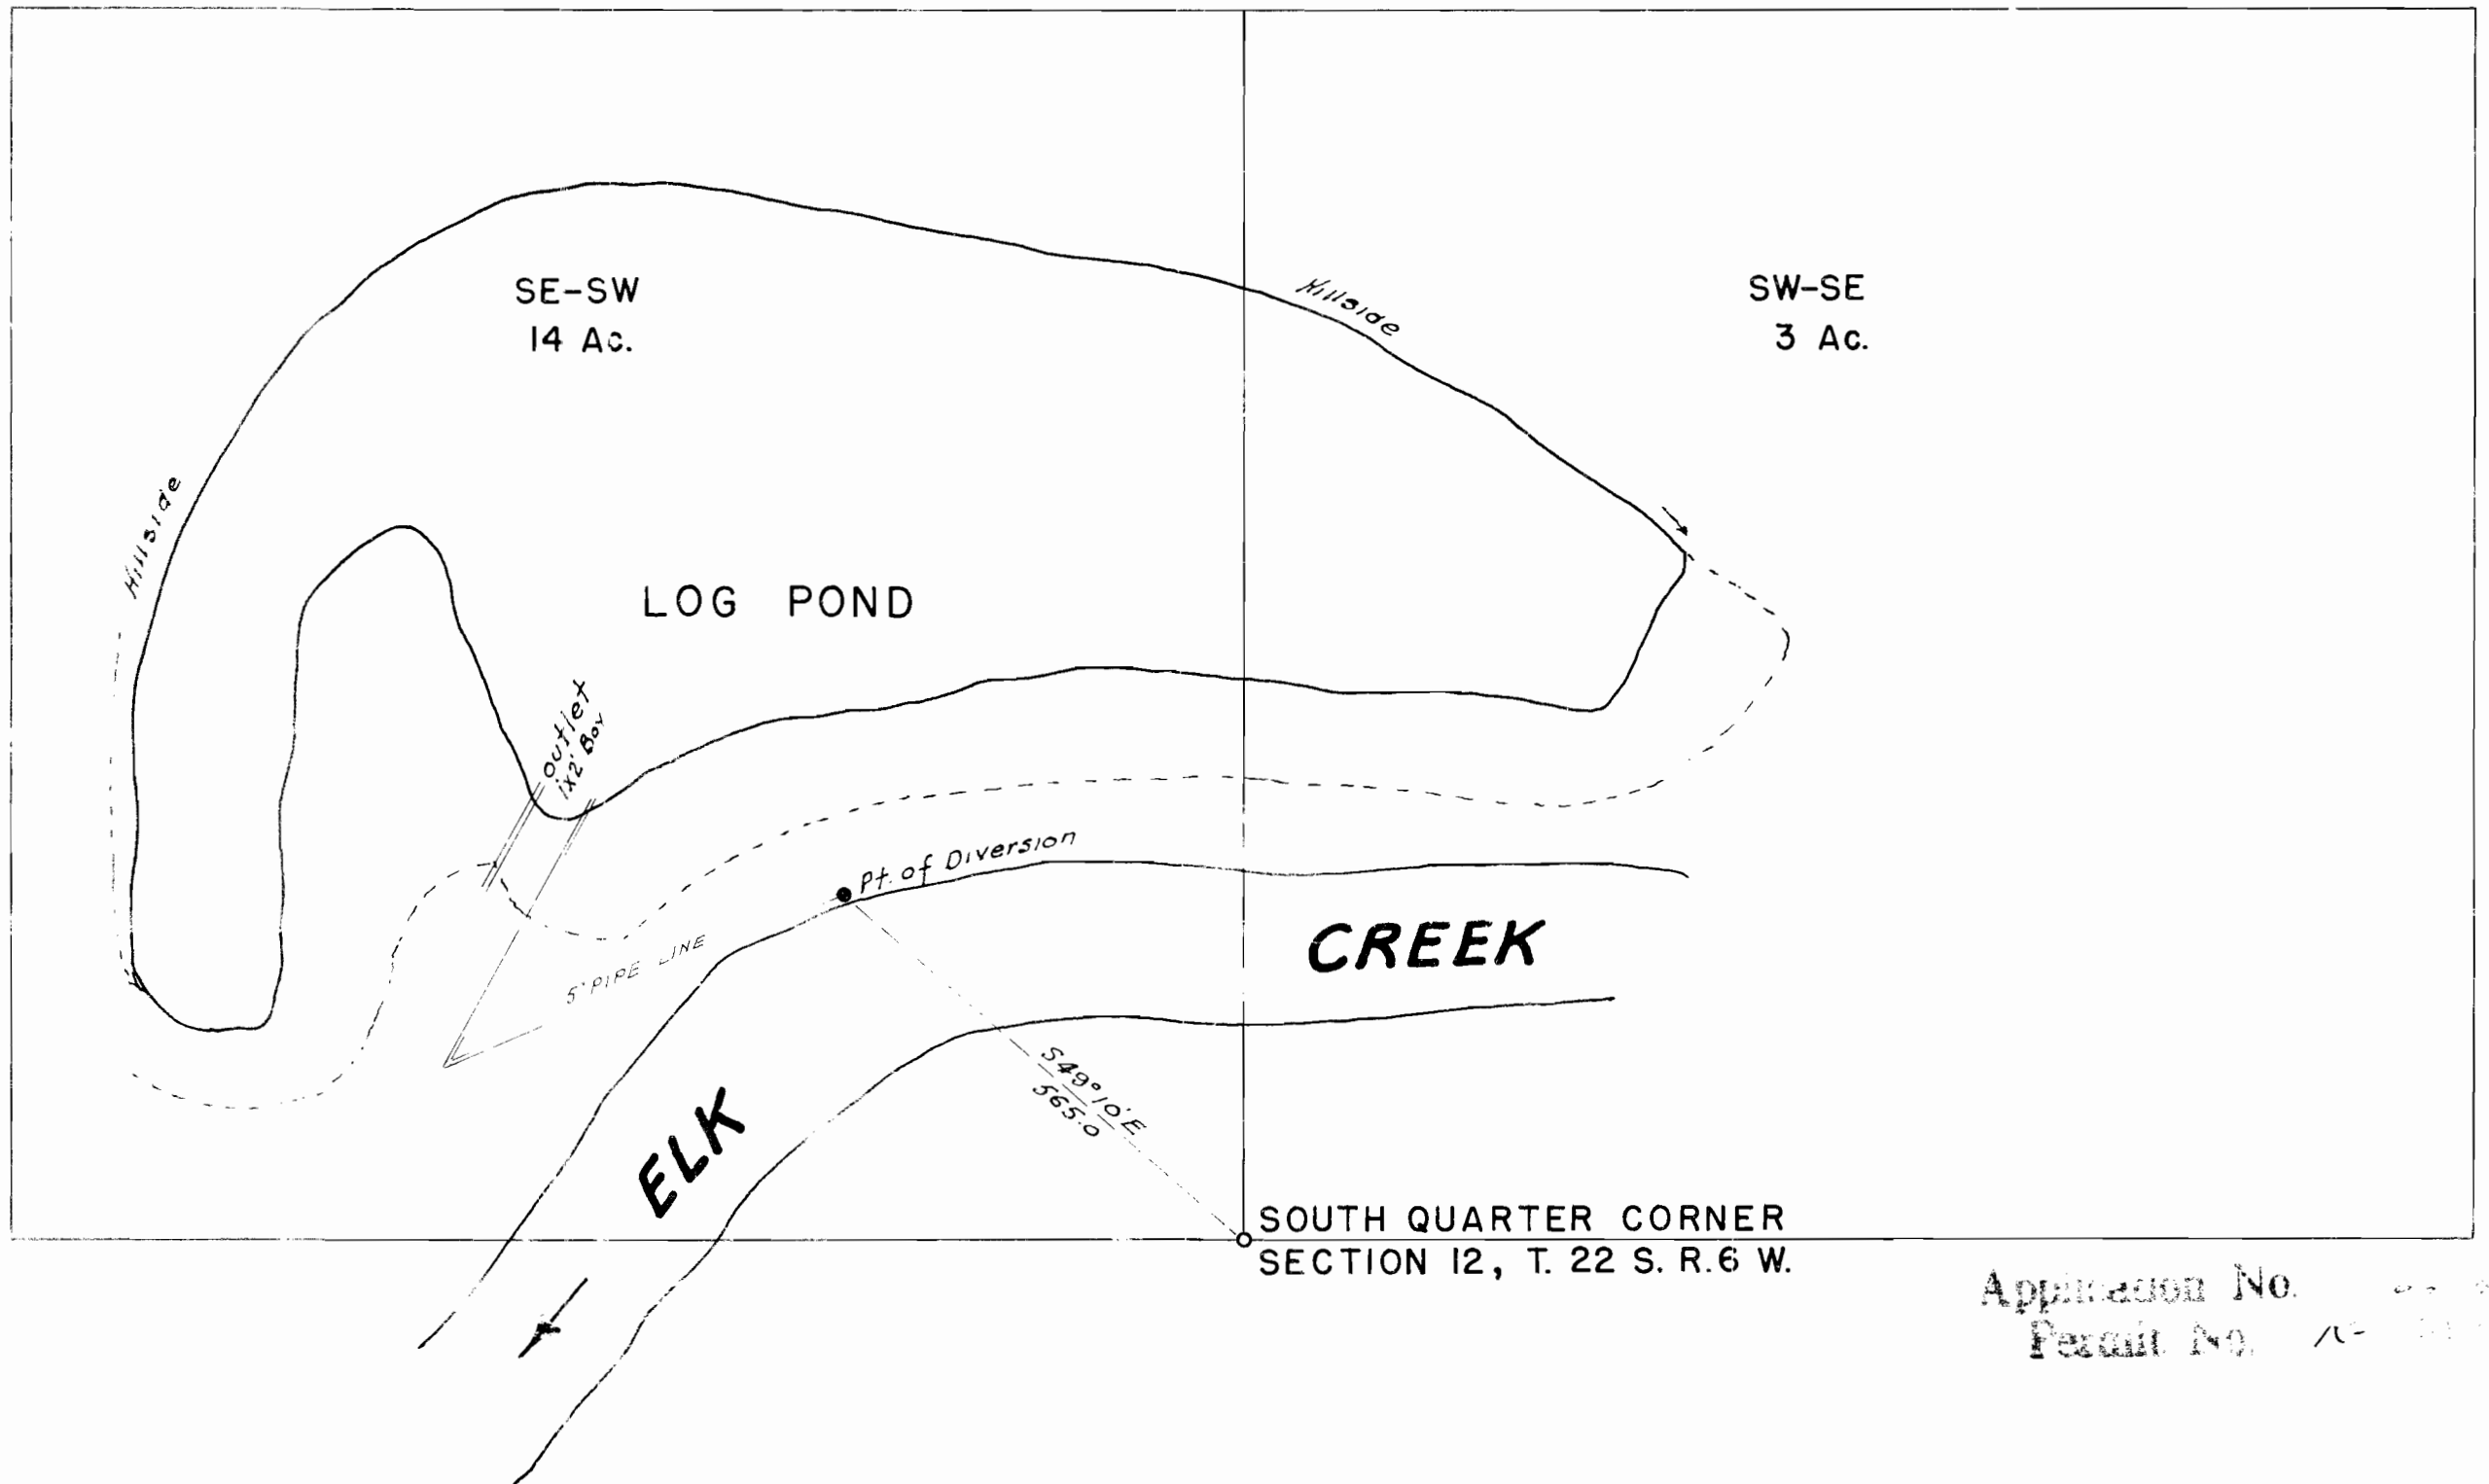 SE-SW
14 Ac.
SW-SE
3 Ac.
Hillside
Hillside
LOG POND
Outlet
1x2' Box
Pt. of Diversion
5" PIPE LINE
CREEK
ELK
S49°10'E
565.0
SOUTH QUARTER CORNER
SECTION 12, T. 22 S. R.6 W.
Application No.
Permit No.